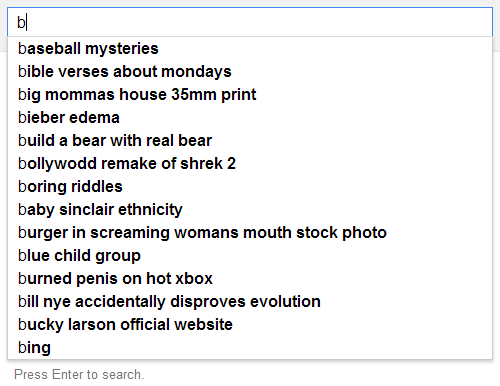 b
baseball mysteries
bible verses about mondays
big mommas house 35mm print
bieber edema
build a bear with real bear
bollywodd remake of shrek 2
boring riddles
baby sinclair ethnicity
burger in screaming womans mouth stock photo
blue child group
burned penis on hot xbox
bill nye accidentally disproves evolution
bucky larson official website
bing
Press Enter to search.